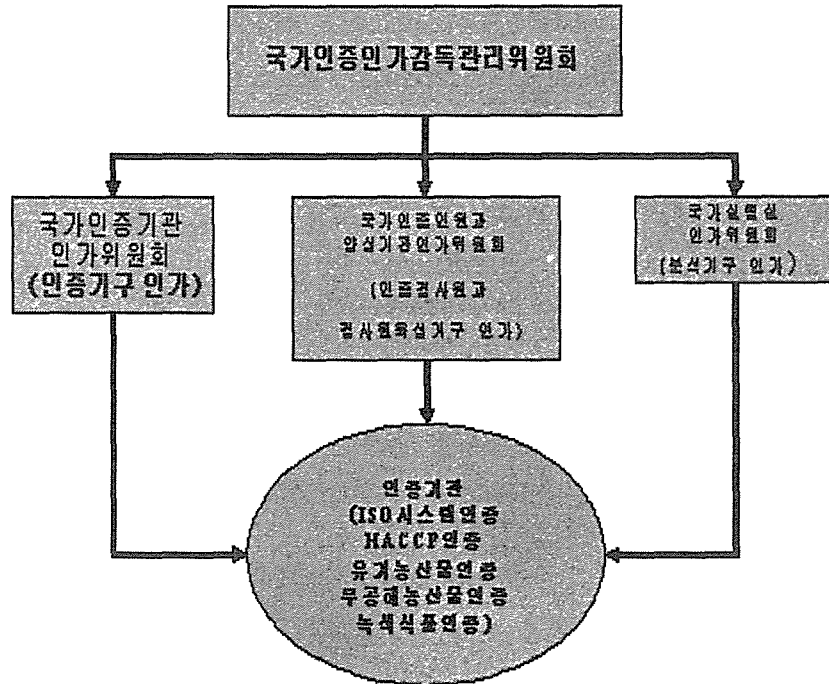 국가인증인가감독관리위원회
국가인증기관
인가위원회
(인증기구 인가)
국가인증인원과
양성기공인가위원회
(인증검사원과
검사원육성기구 인가)
국가실험실
인가위원회
(분석기구 인가)
인증기관
(ISO시스템인증
HACCP인증
유기농산물인증
무공해농산물인증
녹색식품인증)